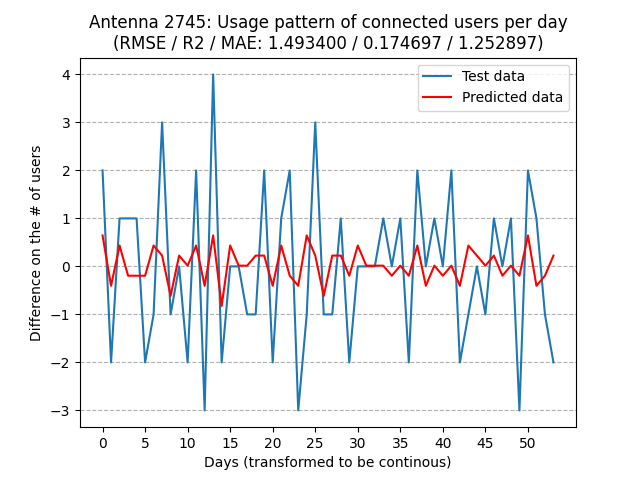 Antenna 2745: Usage pattern of connected users per day
(RMSE / R2 / MAE: 1.493400 / 0.174697 / 1.252897)
Test data
Predicted data
Difference on the # of users
4
3
2
1
0
−1
−2
−3
0 5 10 15 20 25 30 35 40 45 50
Days (transformed to be continous)